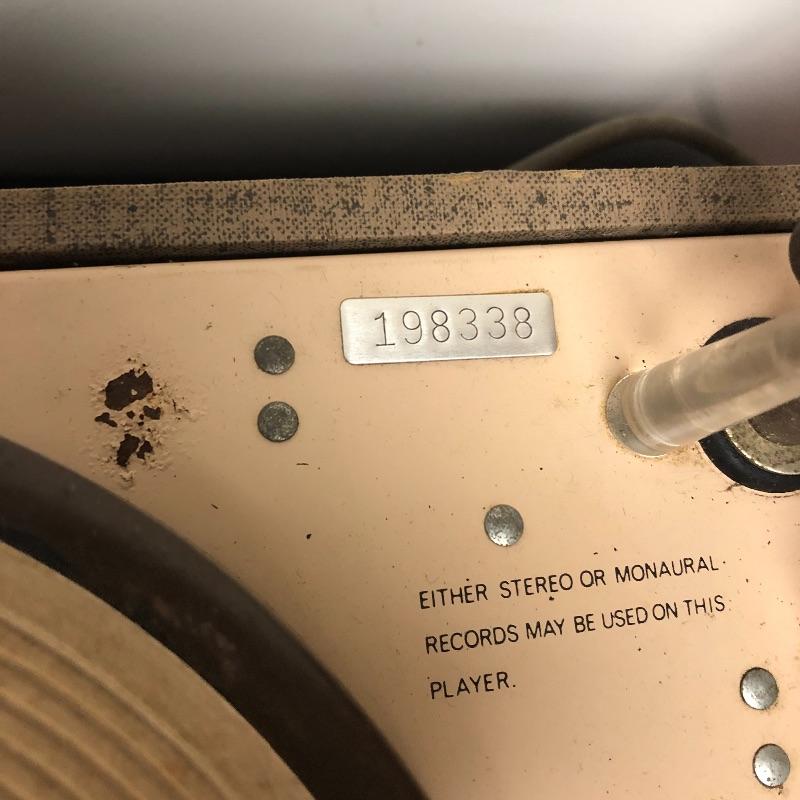 198338
EITHER STEREO OR MONAURAL
RECORDS MAY BE USED ON THIS
PLAYER.